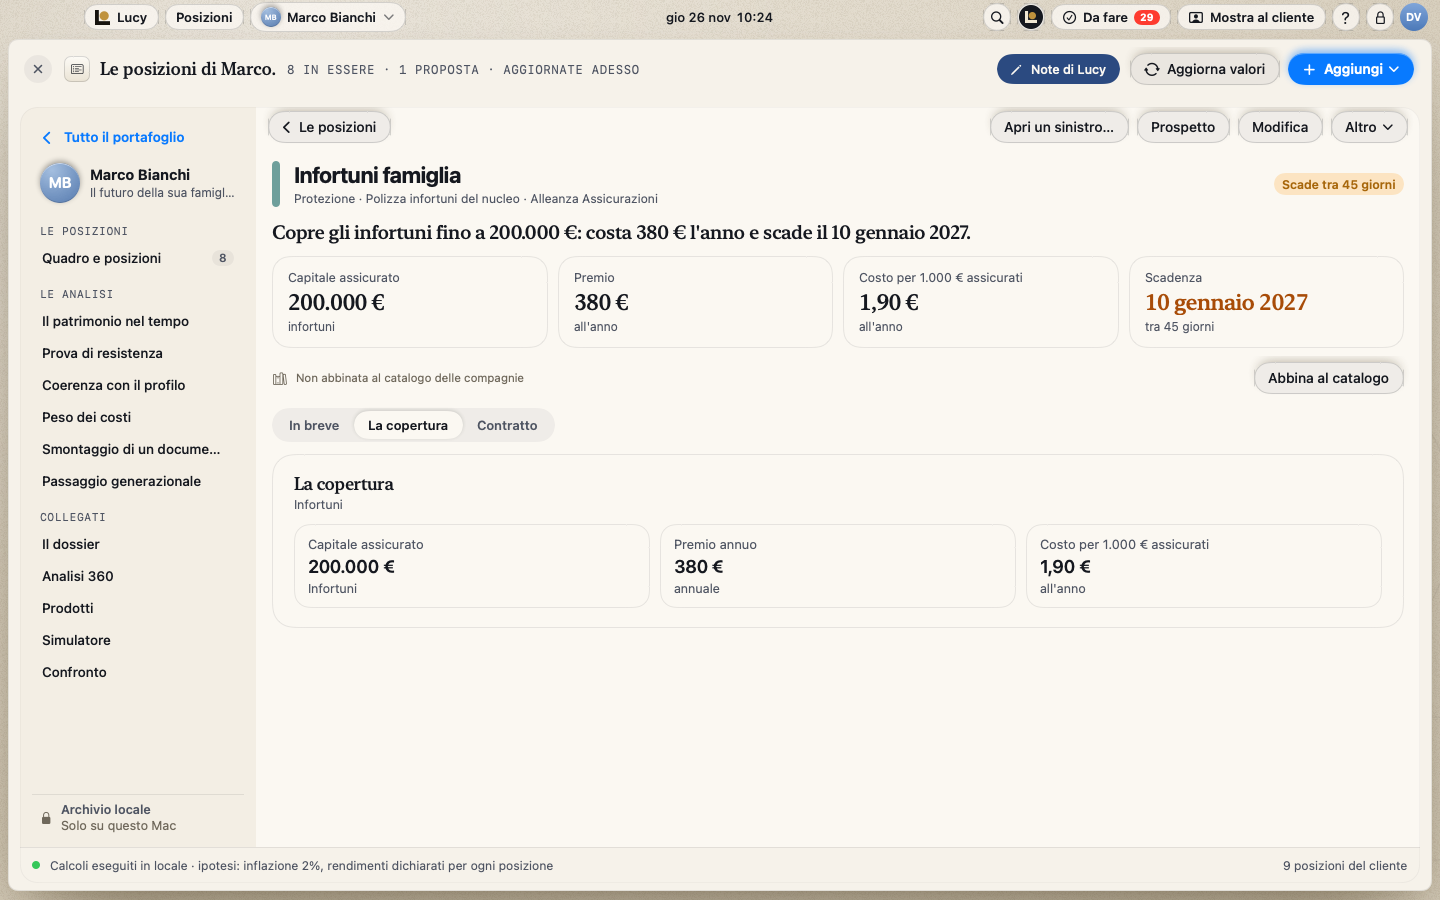 Lucy
Posizioni
MB Marco Bianchi
gio 26 nov 10:24
Da fare 29
Mostra al cliente
?
DV
Le posizioni di Marco.
8 IN ESSERE · 1 PROPOSTA · AGGIORNATE ADESSO
Note di Lucy
Aggiorna valori
+ Aggiungi
Tutto il portafoglio
MB
Marco Bianchi
Il futuro della sua famigl...
LE POSIZIONI
Quadro e posizioni 8
LE ANALISI
Il patrimonio nel tempo
Prova di resistenza
Coerenza con il profilo
Peso dei costi
Smontaggio di un docume...
Passaggio generazionale
COLLEGATI
Il dossier
Analisi 360
Prodotti
Simulatore
Confronto
Archivio locale
Solo su questo Mac
Le posizioni
Apri un sinistro...
Prospetto
Modifica
Altro
Infortuni famiglia
Protezione · Polizza infortuni del nucleo · Alleanza Assicurazioni
Scade tra 45 giorni
Copre gli infortuni fino a 200.000 €: costa 380 € l'anno e scade il 10 gennaio 2027.
Capitale assicurato
200.000 €
infortuni
Premio
380 €
all'anno
Costo per 1.000 € assicurati
1,90 €
all'anno
Scadenza
10 gennaio 2027
tra 45 giorni
Non abbinata al catalogo delle compagnie
Abbina al catalogo
In breve
La copertura
Contratto
La copertura
Infortuni
Capitale assicurato
200.000 €
Infortuni
Premio annuo
380 €
annuale
Costo per 1.000 € assicurati
1,90 €
all'anno
Calcoli eseguiti in locale · ipotesi: inflazione 2%, rendimenti dichiarati per ogni posizione
9 posizioni del cliente